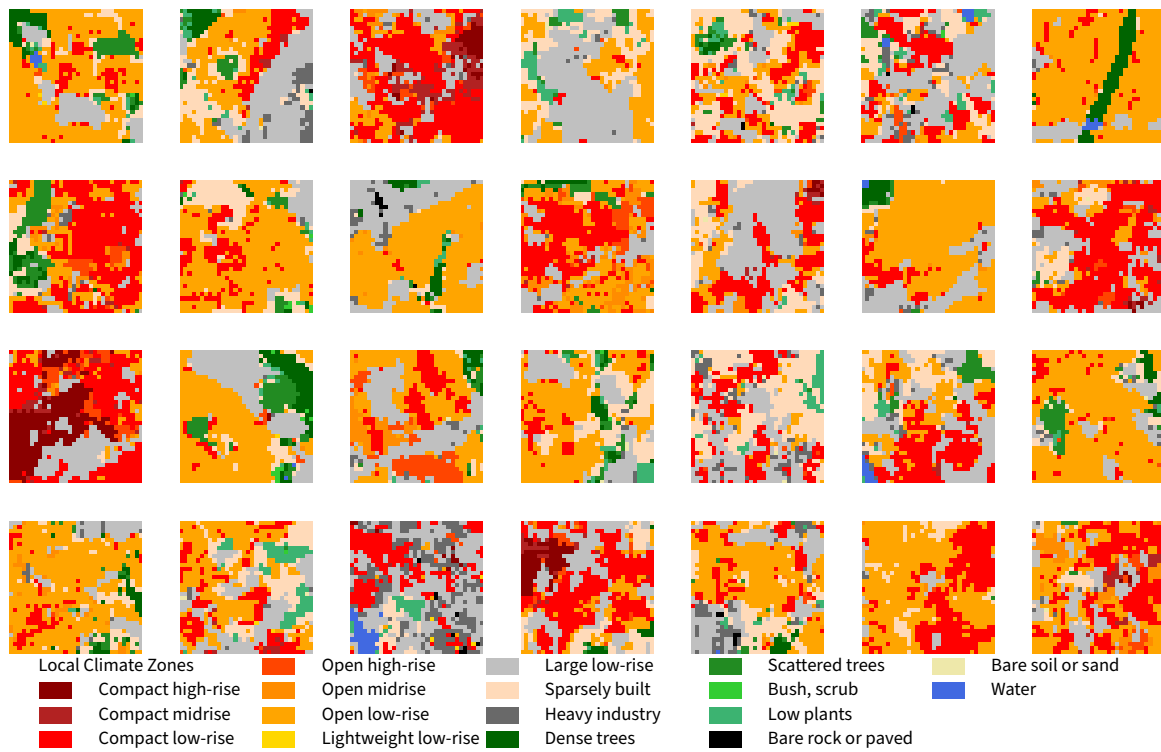 Local Climate Zones
Compact high-rise
Compact midrise
Compact low-rise
Open high-rise
Open midrise
Open low-rise
Lightweight low-rise
Large low-rise
Sparsely built
Heavy industry
Dense trees
Scattered trees
Bush, scrub
Low plants
Bare rock or paved
Bare soil or sand
Water